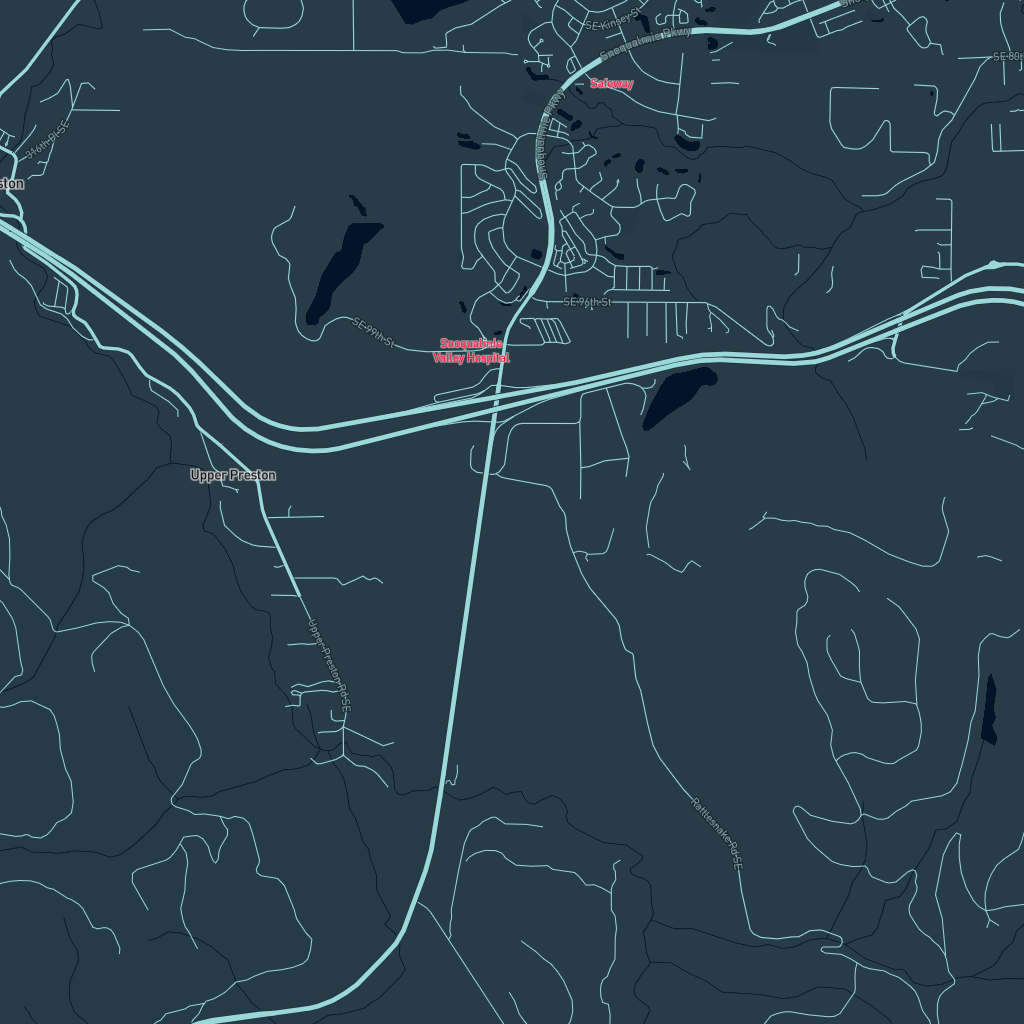 SE Kinsey St
Snoqualmie Pkwy
SE 80th
Safeway
Snoqualmie Pkwy
316th Pl SE
ston
SE 96th St
SE 99th St
Snoqualmie
Valley Hospital
Upper Preston
Upper Preston Rd SE
Rattlesnake Rd SE